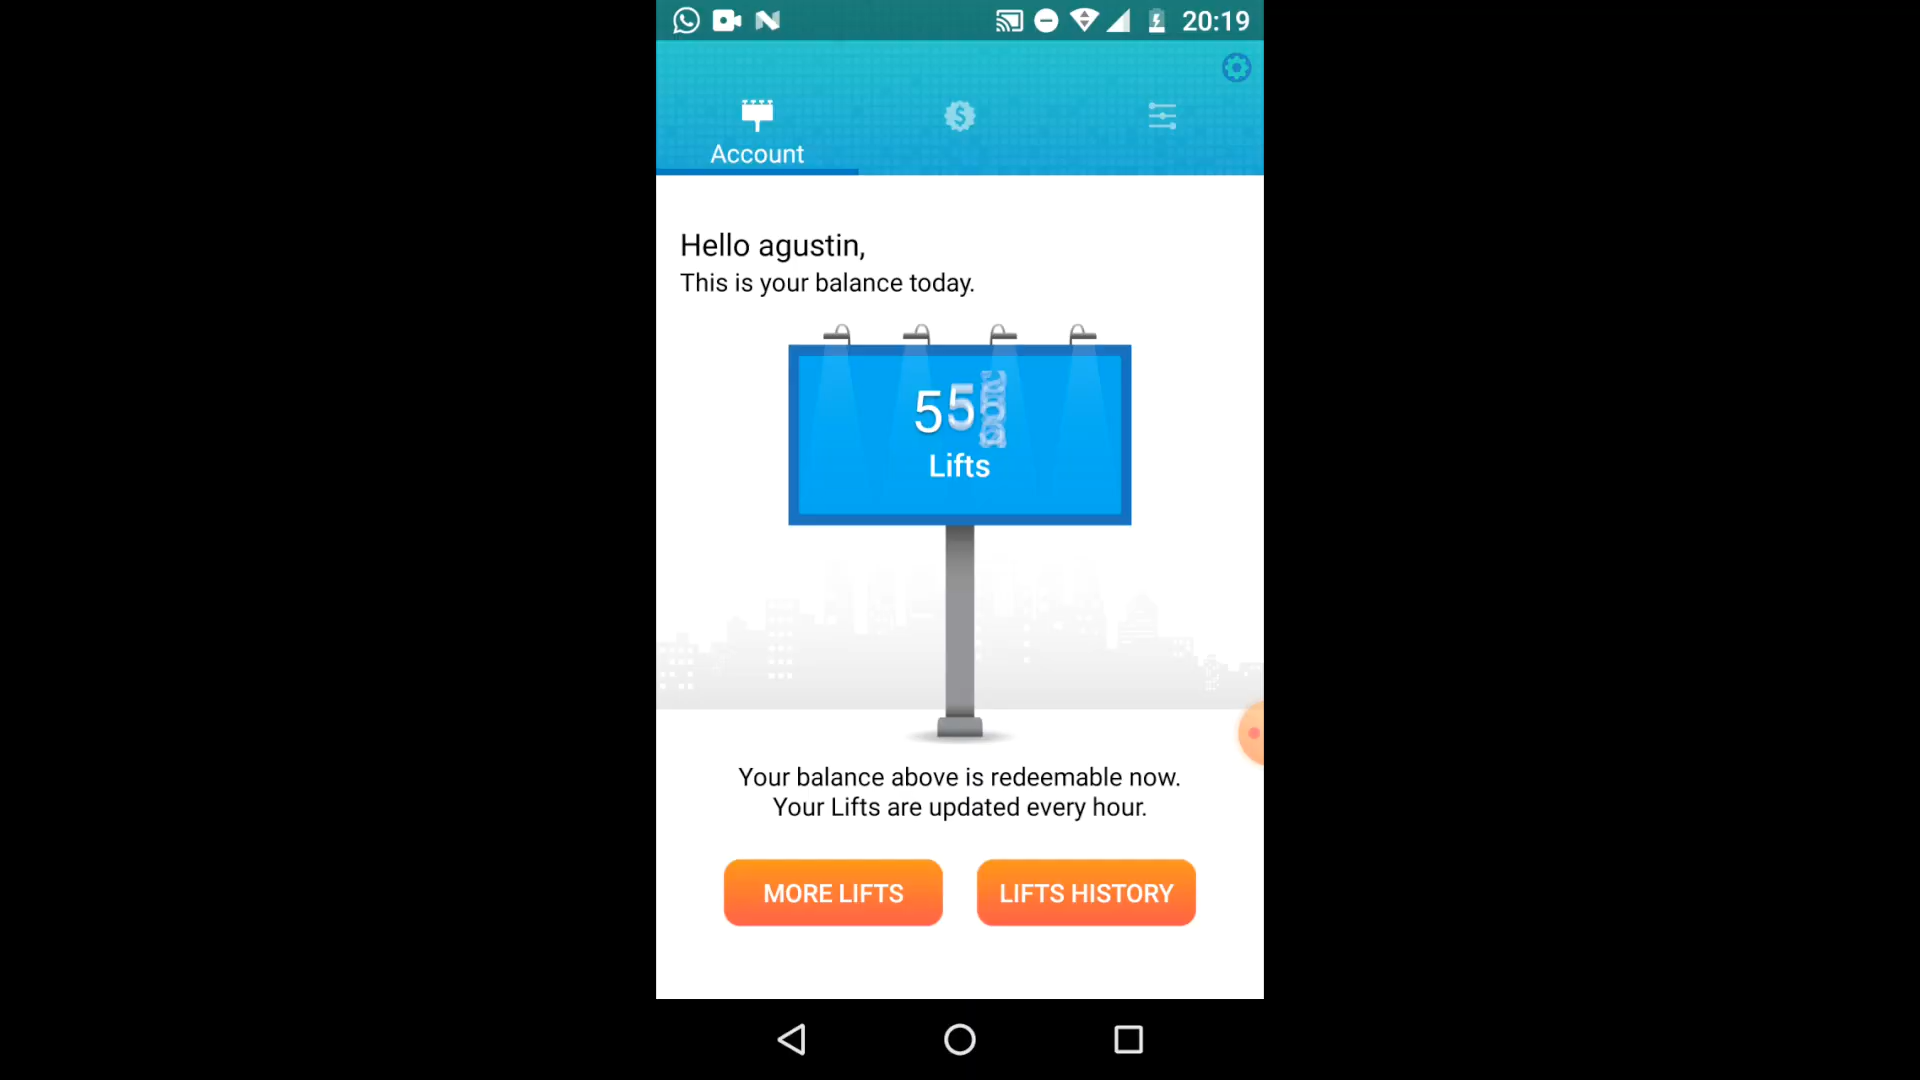 20:19
Account
Hello agustin,
This is your balance today.
55
Lifts
Your balance above is redeemable now.
Your Lifts are updated every hour.
MORE LIFTS
LIFTS HISTORY